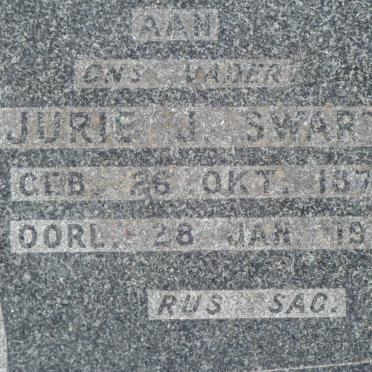 AAN
ONS VADER
JURIE J. SWART
GEB. 26 OKT. 187
OORL. 28 JAN. 19
RUS SAG.